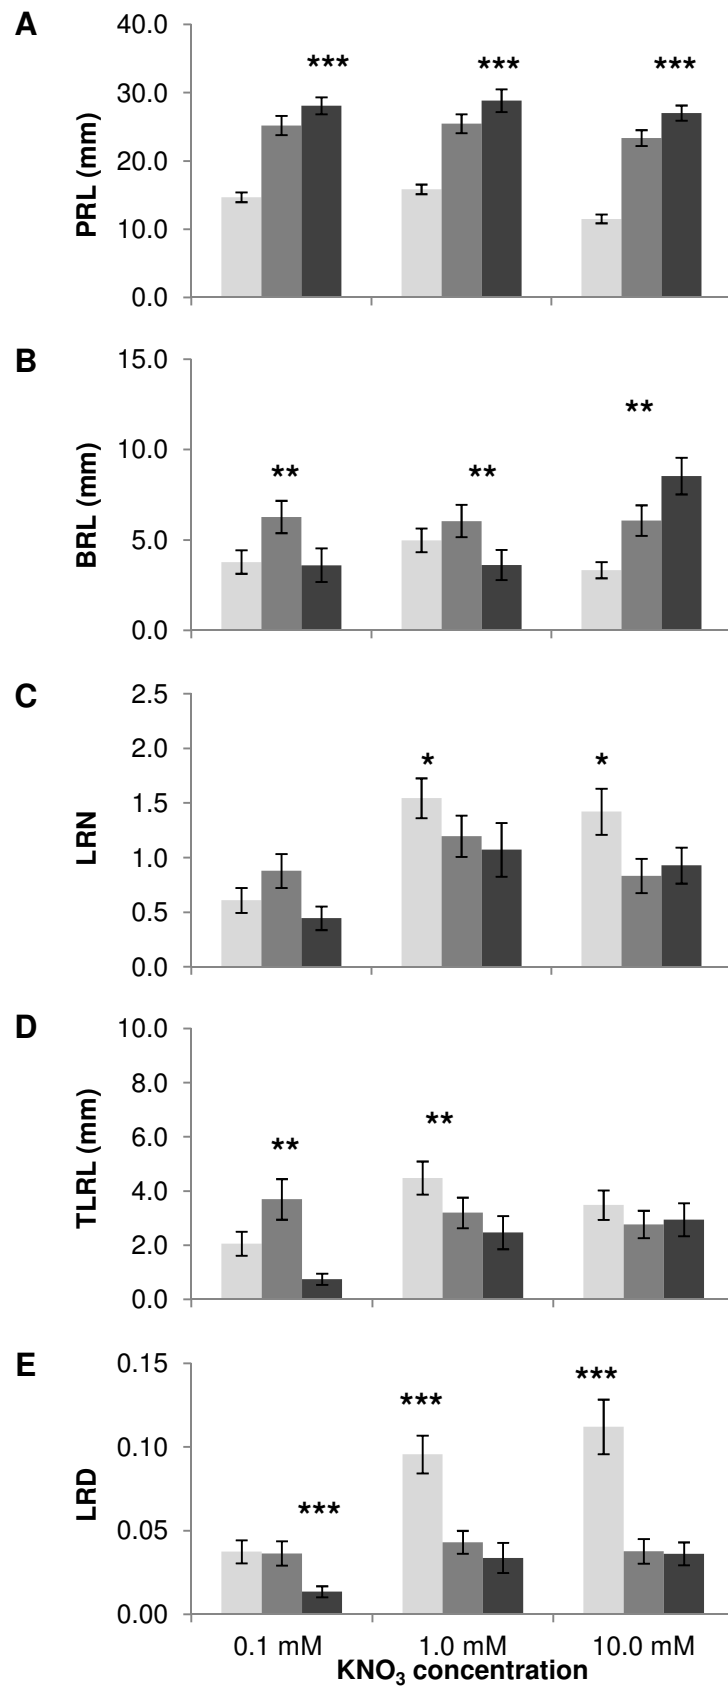 A
PRL (mm)
40.0
30.0
20.0
10.0
0.0
*** *** ***
B
BRL (mm)
15.0
10.0
5.0
0.0
** ** **
C
LRN
2.5
2.0
1.5
1.0
0.5
0.0
* *
D
TLRL (mm)
10.0
8.0
6.0
4.0
2.0
0.0
** **
E
LRD
0.15
0.10
0.05
0.00
*** *** ***
0.1 mM 1.0 mM 10.0 mM
KNO₃ concentration